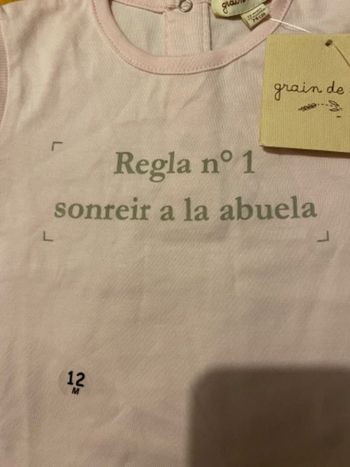 grain de
Regla n° 1
sonreir a la abuela
12
M